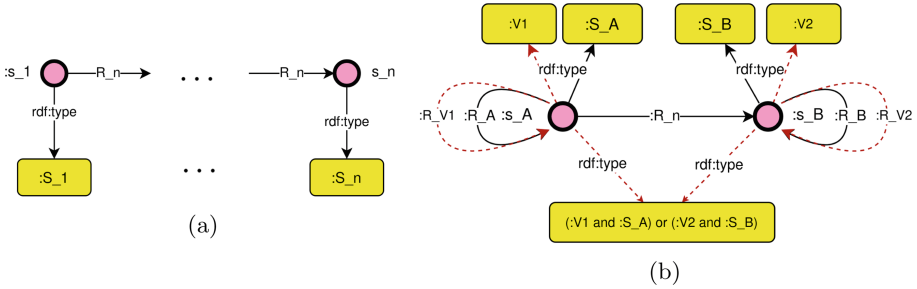 :s_1
R_n
. . .
R_n
s_n
rdf:type
rdf:type
:S_1
. . .
:S_n
(a)
:V1
:S_A
:S_B
:V2
rdf:type
rdf:type
:R_V1
:R_A
:s_A
:R_n
:s_B
:R_B
:R_V2
rdf:type
rdf:type
(:V1 and :S_A) or (:V2 and :S_B)
(b)